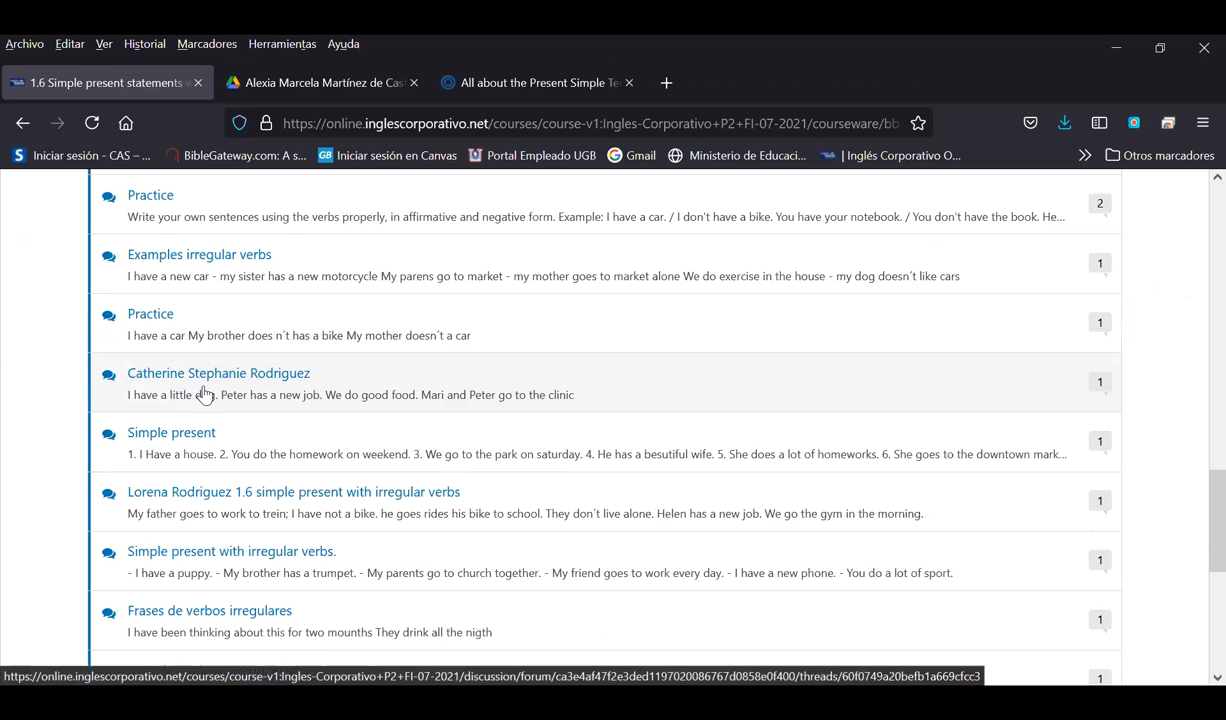 Archivo Editar Ver Historial Marcadores Herramientas Ayuda
1.6 Simple present statements Alexia Marcela Martínez de Cas All about the Present Simple Te
https://online.inglescorporativo.net/courses/course-v1:Ingles-Corporativo+P2+FI-07-2021/courseware/bb
Iniciar sesión - CAS – ... BibleGateway.com: A s... GB Iniciar sesión en Canvas Portal Empleado UGB Gmail Ministerio de Educaci... | Inglés Corporativo O... Otros marcadores
Practice
Write your own sentences using the verbs properly, in affirmative and negative form. Example: I have a car. / I don't have a bike. You have your notebook. / You don't have the book. He... 2
Examples irregular verbs
I have a new car - my sister has a new motorcycle My parens go to market - my mother goes to market alone We do exercise in the house - my dog doesn´t like cars 1
Practice
I have a car My brother does n´t has a bike My mother doesn´t a car 1
Catherine Stephanie Rodriguez
I have a little Peter has a new job. We do good food. Mari and Peter go to the clinic 1
Simple present
1. I Have a house. 2. You do the homework on weekend. 3. We go to the park on saturday. 4. He has a besutiful wife. 5. She does a lot of homeworks. 6. She goes to the downtown mark... 1
Lorena Rodriguez 1.6 simple present with irregular verbs
My father goes to work to trein; I have not a bike. he goes rides his bike to school. They don´t live alone. Helen has a new job. We go the gym in the morning. 1
Simple present with irregular verbs.
- I have a puppy. - My brother has a trumpet. - My parents go to church together. - My friend goes to work every day. - I have a new phone. - You do a lot of sport. 1
Frases de verbos irregulares
I have been thinking about this for two mounths They drink all the nigth 1
https://online.inglescorporativo.net/courses/course-v1:Ingles-Corporativo+P2+FI-07-2021/discussion/forum/ca3e4af47f2e3ded1197020086767d0858e0f400/threads/60f0749a20befb1a669cfcc3 1